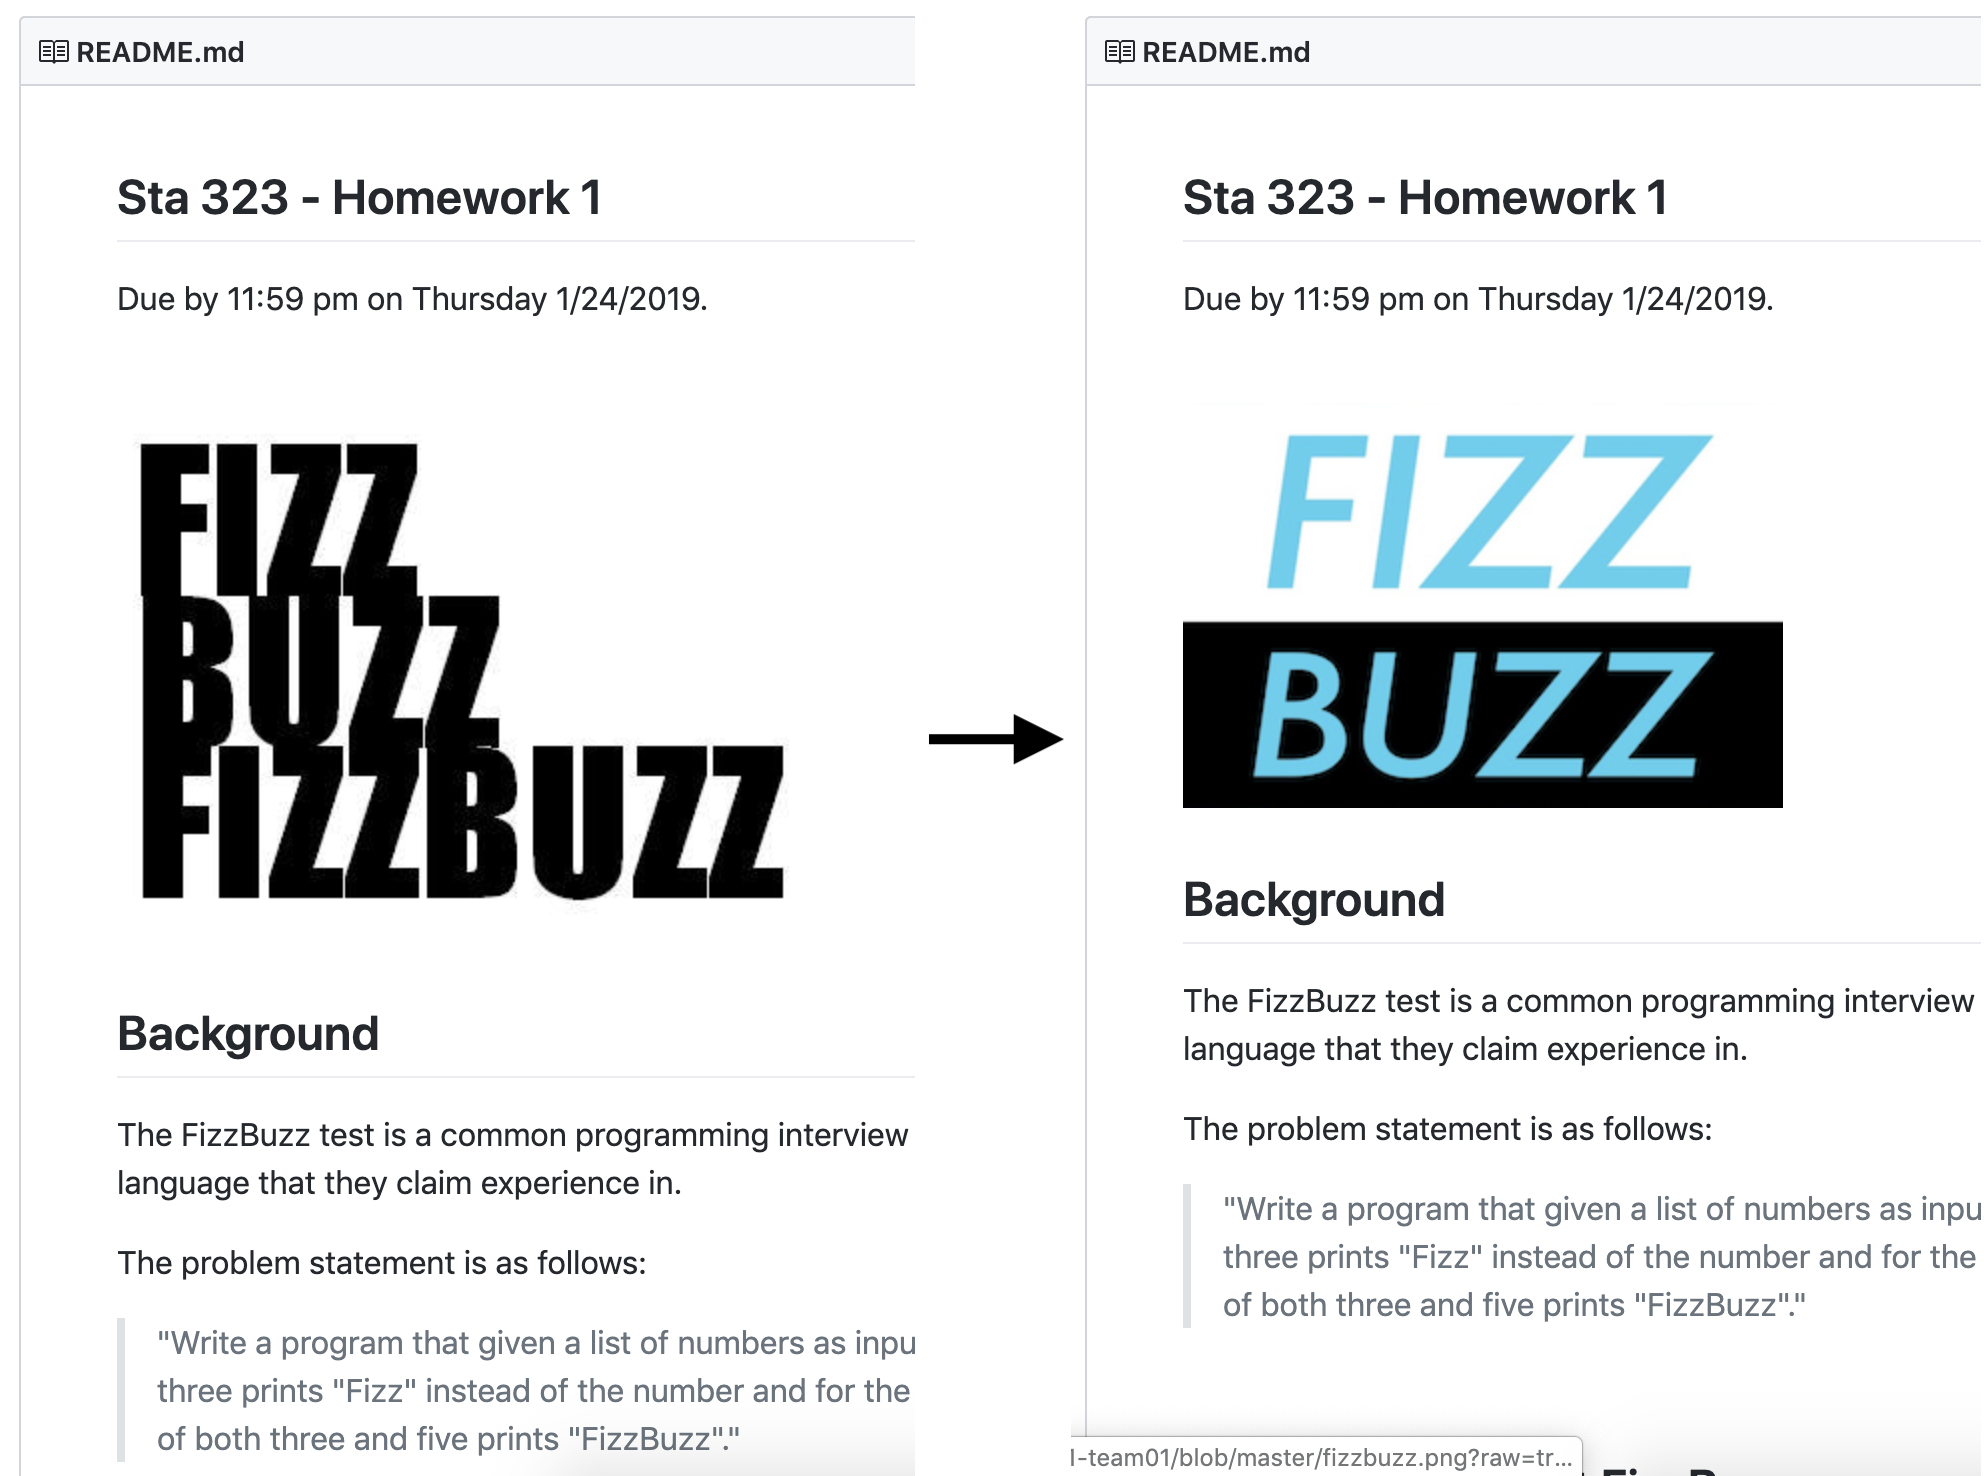 README.md
Sta 323 - Homework 1
Due by 11:59 pm on Thursday 1/24/2019.
FIZZ
BUZZ
FIZZBUZZ
Background
The FizzBuzz test is a common programming interview
language that they claim experience in.
The problem statement is as follows:
"Write a program that given a list of numbers as inpu
three prints "Fizz" instead of the number and for the
of both three and five prints "FizzBuzz"."
README.md
Sta 323 - Homework 1
Due by 11:59 pm on Thursday 1/24/2019.
FIZZ
BUZZ
Background
The FizzBuzz test is a common programming interview
language that they claim experience in.
The problem statement is as follows:
"Write a program that given a list of numbers as inpu
three prints "Fizz" instead of the number and for the
of both three and five prints "FizzBuzz"."
-team01/blob/master/fizzbuzz.png?raw=tr...